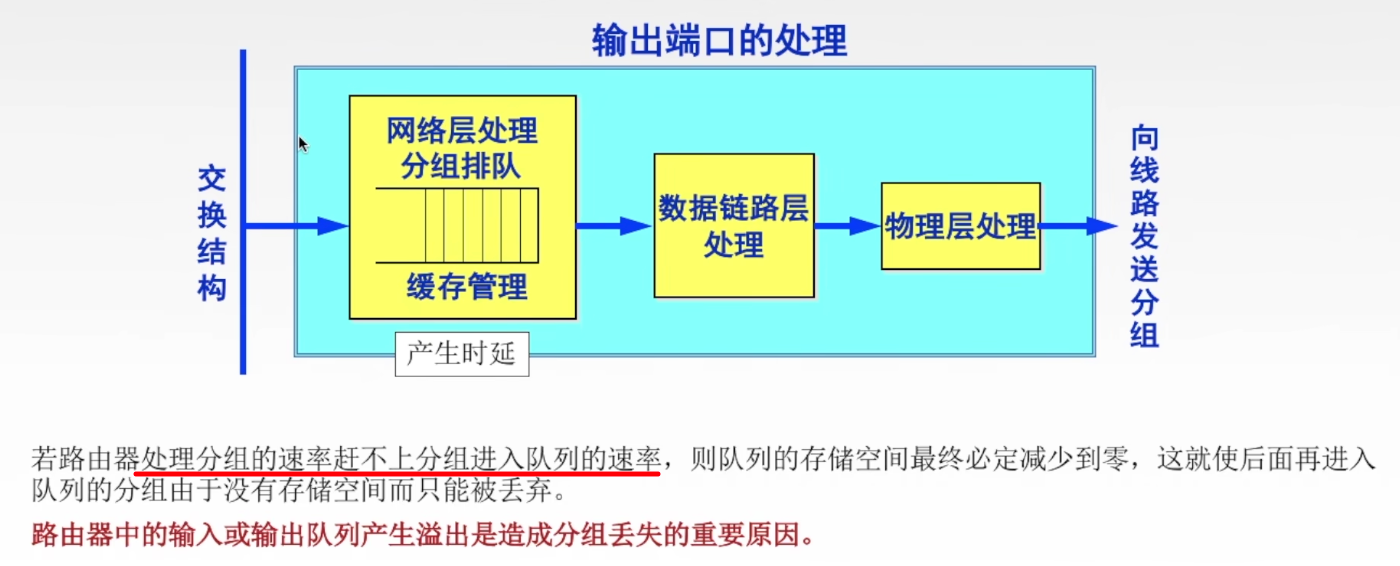 输出端口的处理
交换结构
网络层处理
分组排队
缓存管理
产生时延
数据链路层
处理
物理层处理
向线路发送分组
若路由器处理分组的速率赶不上分组进入队列的速率，则队列的存储空间最终必定减少到零，这就使后面再进入
队列的分组由于没有存储空间而只能被丢弃。
路由器中的输入或输出队列产生溢出是造成分组丢失的重要原因。